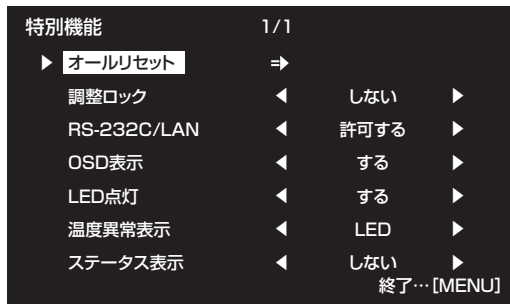 特別機能 1/1
▶ オールリセット ⇒
調整ロック ◀ しない ▶
RS-232C/LAN ◀ 許可する ▶
OSD表示 ◀ する ▶
LED点灯 ◀ する ▶
温度異常表示 ◀ LED ▶
ステータス表示 ◀ しない ▶
終了…[MENU]